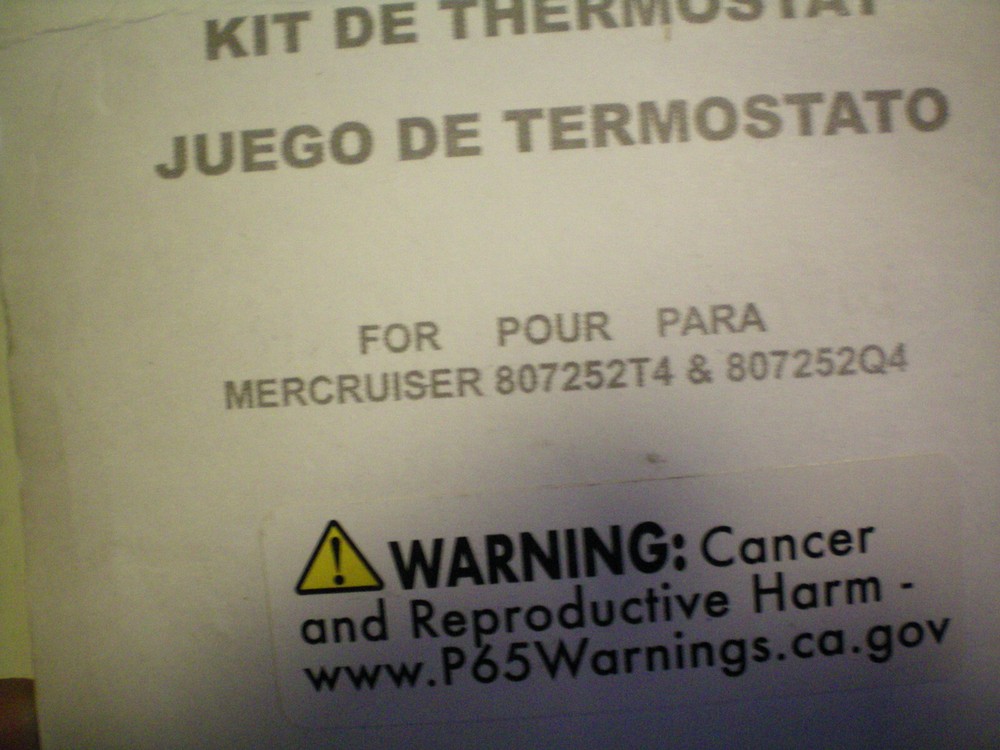 KIT DE THERMOSTAT
JUEGO DE TERMOSTATO
FOR POUR PARA
MERCRUISER 807252T4 & 807252Q4
WARNING: Cancer
and Reproductive Harm -
www.P65Warnings.ca.gov